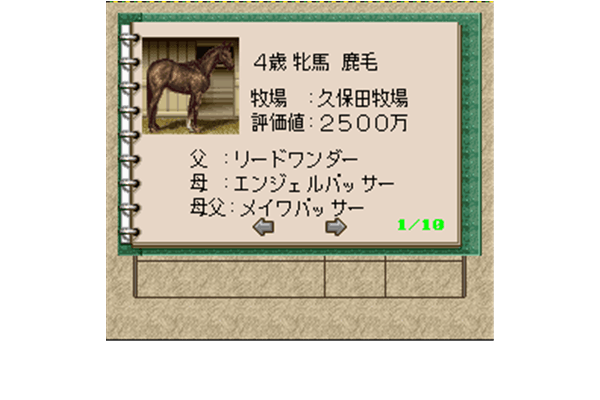 4歳 牝馬 鹿毛
牧場 :久保田牧場
評価値:2500万
父 :リードワンダー
母 :エンジェルパッサー
母父:メイワパッサー
1/10